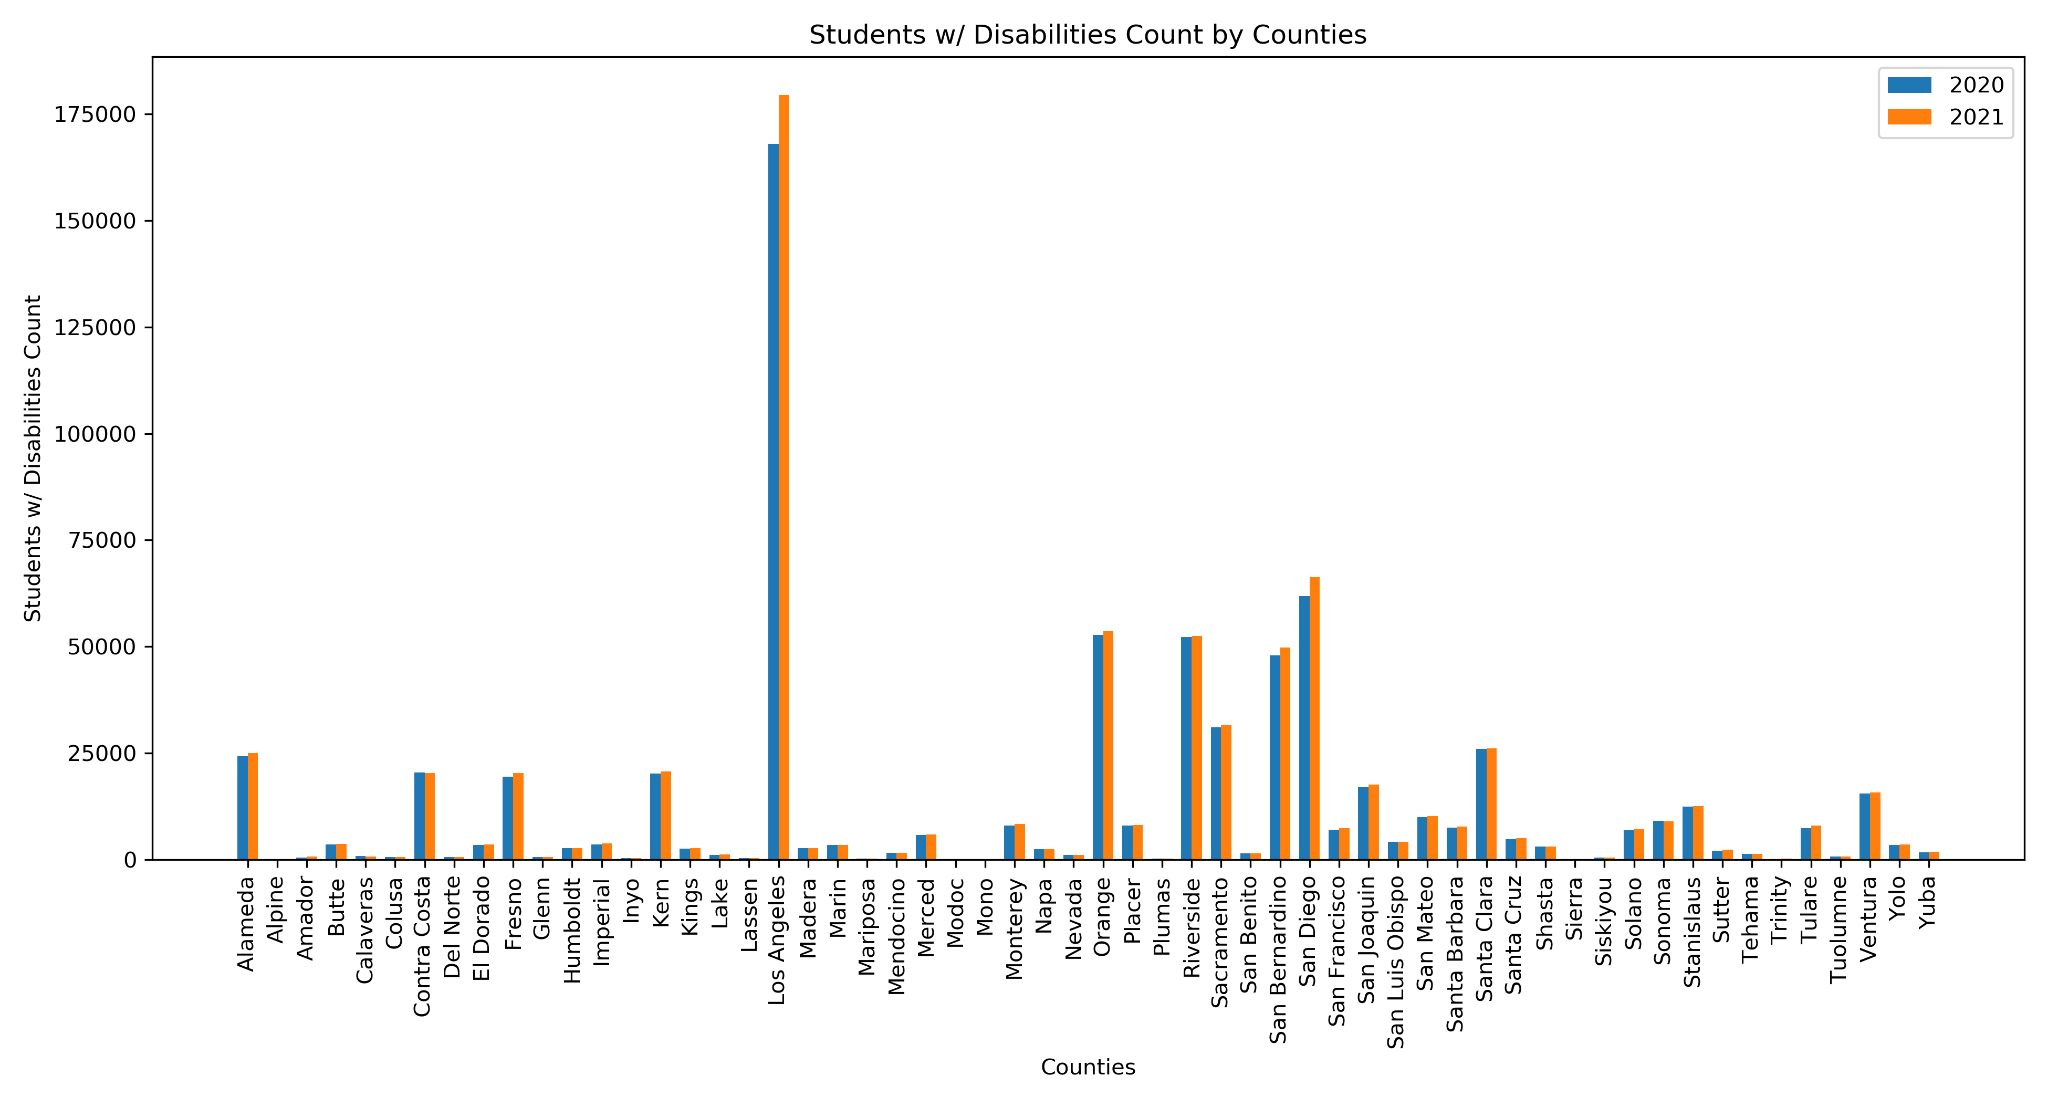 Students w/ Disabilities Count by Counties
2020
2021
Students w/ Disabilities Count
175000
150000
125000
100000
75000
50000
25000
0
Alameda
Alpine
Amador
Butte
Calaveras
Colusa
Contra Costa
Del Norte
El Dorado
Fresno
Glenn
Humboldt
Imperial
Inyo
Kern
Kings
Lake
Lassen
Los Angeles
Madera
Marin
Mariposa
Mendocino
Merced
Modoc
Mono
Monterey
Napa
Nevada
Orange
Placer
Plumas
Riverside
Sacramento
San Benito
San Bernardino
San Diego
San Francisco
San Joaquin
San Luis Obispo
San Mateo
Santa Barbara
Santa Clara
Santa Cruz
Shasta
Sierra
Siskiyou
Solano
Sonoma
Stanislaus
Sutter
Tehama
Trinity
Tulare
Tuolumne
Ventura
Yolo
Yuba
Counties